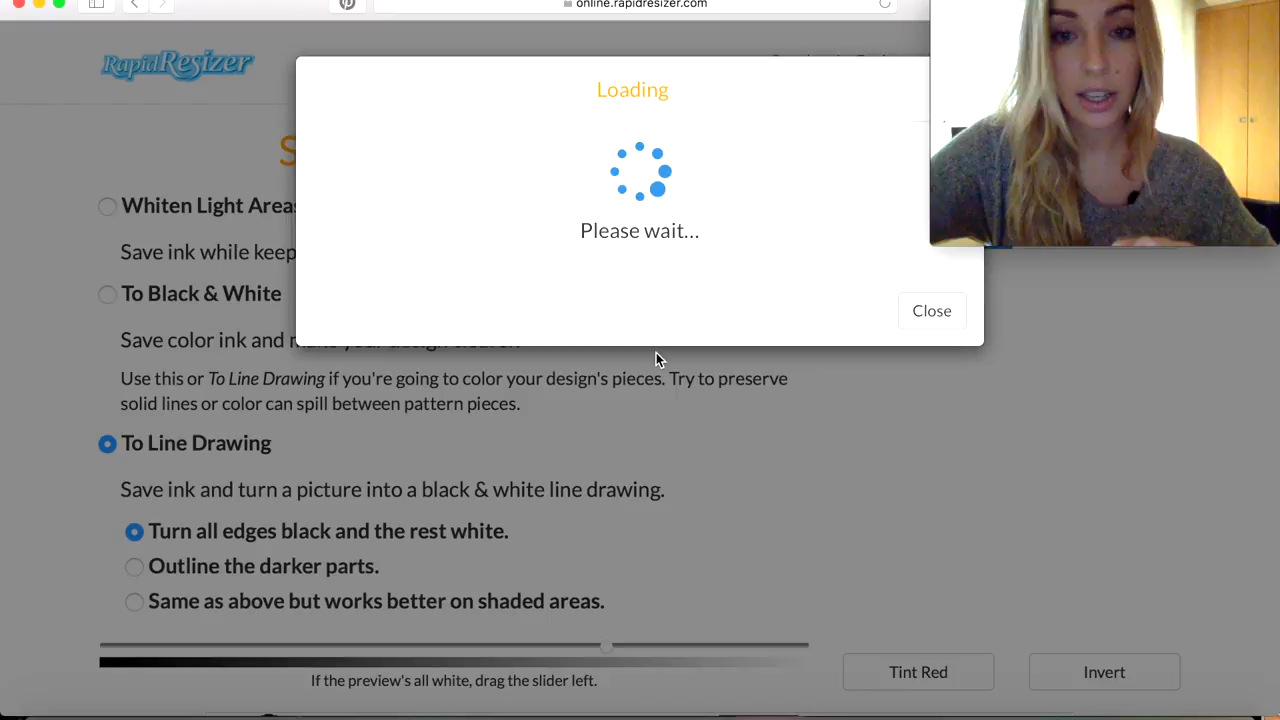 online.rapidresizer.com
RapidResizer
Loading
Please wait...
Close
Whiten Light Areas
Save ink while keep
To Black & White
Save color ink and make your design clearer.
Use this or To Line Drawing if you're going to color your design's pieces. Try to preserve
solid lines or color can spill between pattern pieces.
To Line Drawing
Save ink and turn a picture into a black & white line drawing.
Turn all edges black and the rest white.
Outline the darker parts.
Same as above but works better on shaded areas.
If the preview's all white, drag the slider left.
Tint Red
Invert